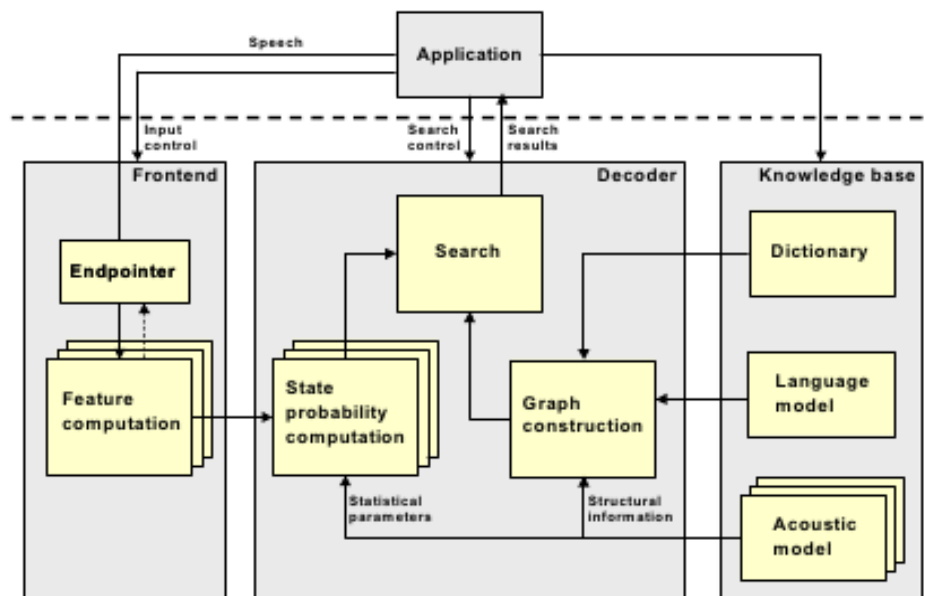 Application
Speech
Input
control
Search
control
Search
results
Frontend
Decoder
Knowledge base
Endpointer
Search
Dictionary
Feature
computation
State
probability
computation
Graph
construction
Language
model
Statistical
parameters
Structural
information
Acoustic
model